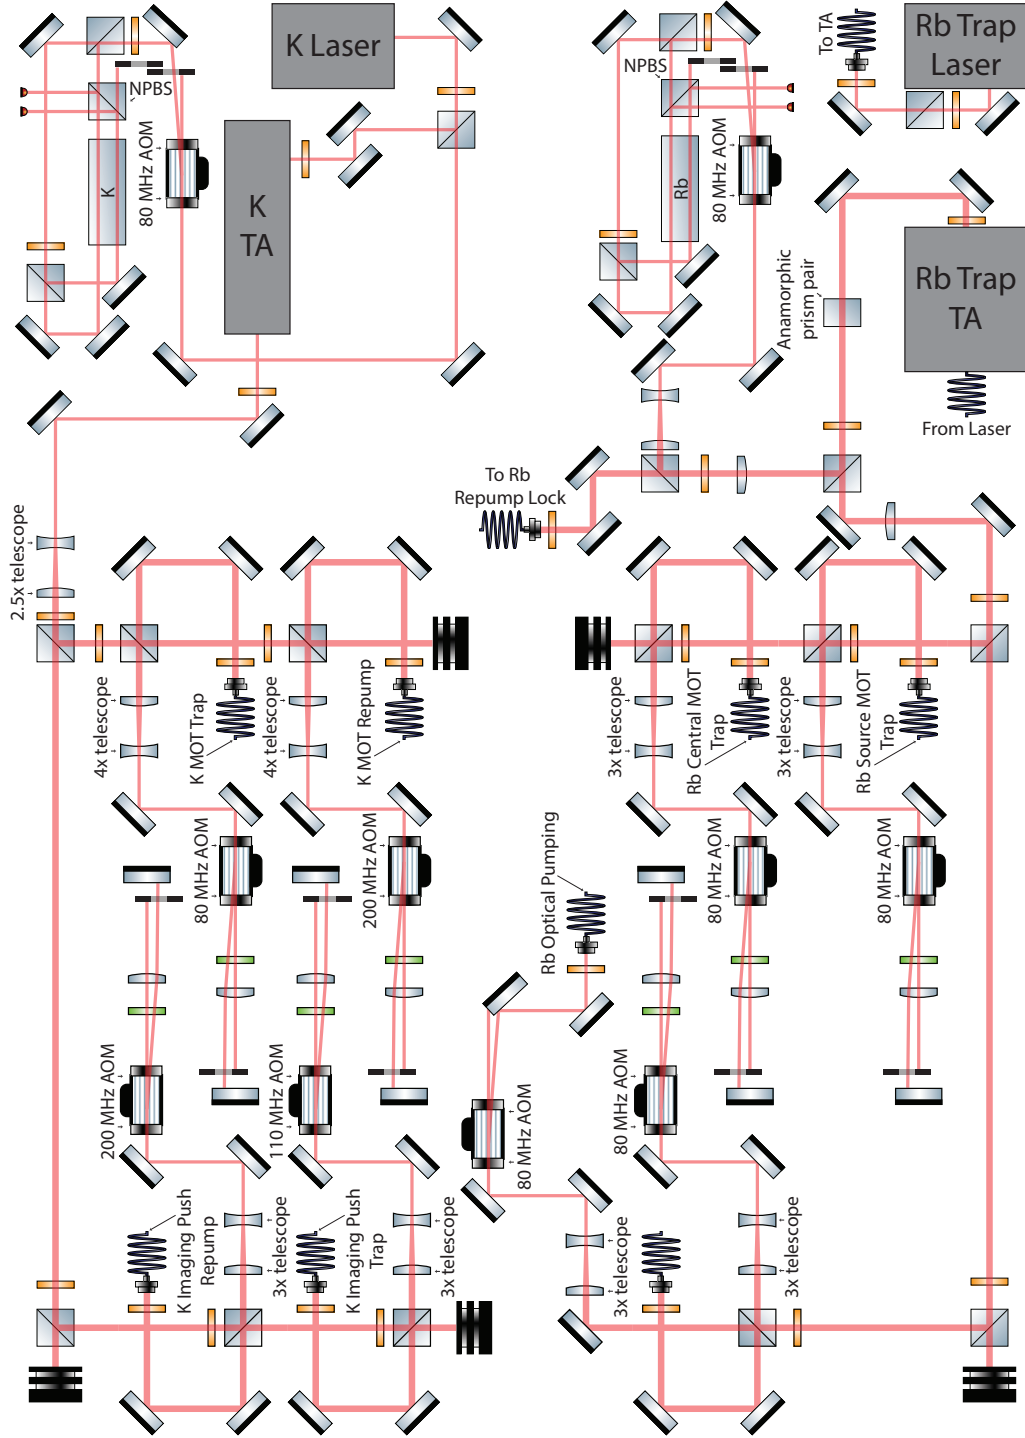 K Laser
K
TA
NPBS
K
80 MHz AOM
2.5x telescope
4x telescope
K MOT Trap
4x telescope
K MOT Repump
80 MHz AOM
200 MHz AOM
200 MHz AOM
110 MHz AOM
K Imaging Push
Repump
3x telescope
K Imaging Push
Trap
3x telescope
To TA
Rb Trap
Laser
NPBS
Rb
80 MHz AOM
Anamorphic
prism pair
Rb Trap
TA
From Laser
To Rb
Repump Lock
3x telescope
Rb Central MOT
Trap
3x telescope
Rb Source MOT
Trap
80 MHz AOM
80 MHz AOM
Rb Optical Pumping
80 MHz AOM
80 MHz AOM
3x telescope
3x telescope